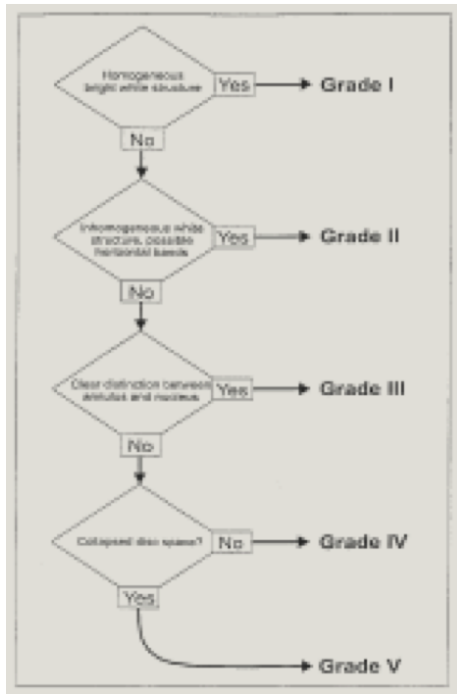 Homogeneous
bright white structure
Yes
Grade I
No
Inhomogeneous white
structure, possible
horizontal bands
Yes
Grade II
No
Clear distinction between
annulus and nucleus
Yes
Grade III
No
Collapsed disc space?
No
Grade IV
Yes
Grade V